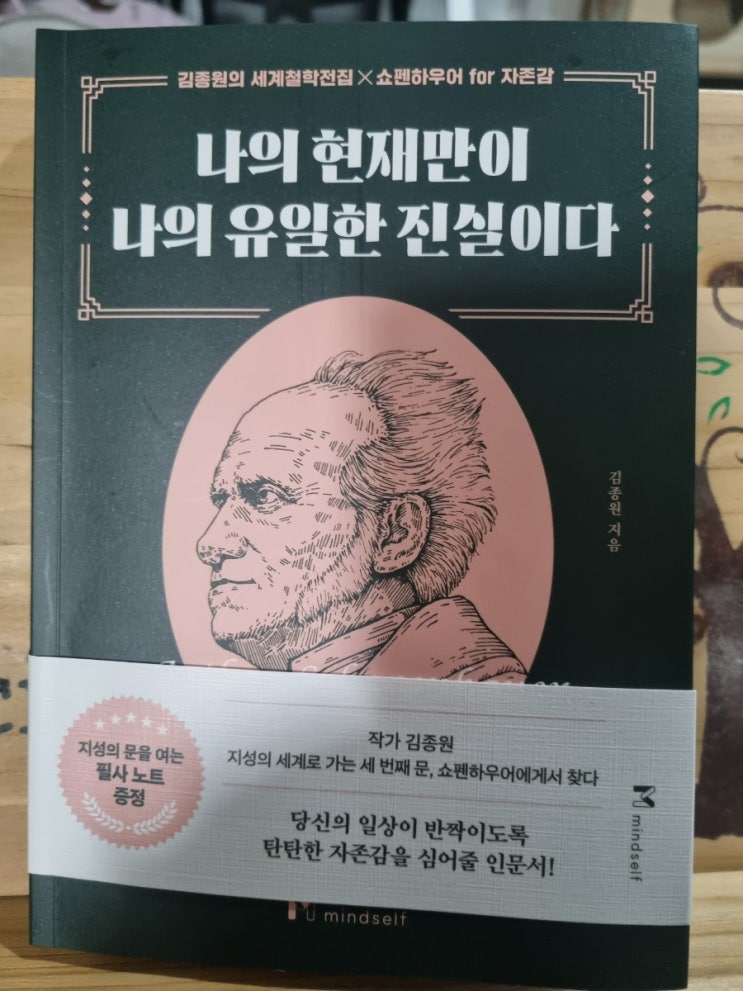 김종원의 세계철학전집×쇼펜하우어 for 자존감
나의 현재만이
나의 유일한 진실이다
김종원 지음
지성의 문을 여는
필사 노트
증정
작가 김종원
지성의 세계로 가는 세 번째 문, 쇼펜하우어에게서 찾다
당신의 일상이 반짝이도록
탄탄한 자존감을 심어줄 인문서!
mindself
mindself